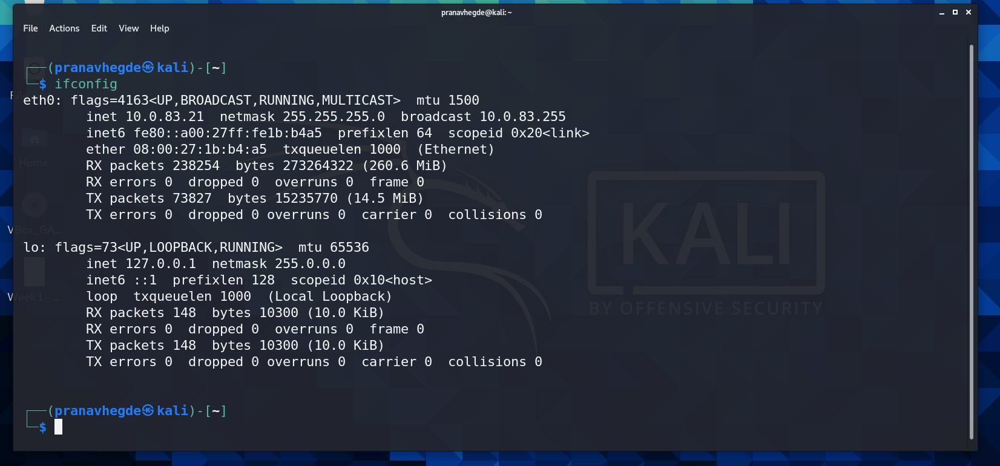 pranavhegde@kali: ~
File Actions Edit View Help
┌──(pranavhegde㉿kali)-[~]
└─$ ifconfig
eth0: flags=4163<UP,BROADCAST,RUNNING,MULTICAST>  mtu 1500
        inet 10.0.83.21  netmask 255.255.255.0  broadcast 10.0.83.255
        inet6 fe80::a00:27ff:fe1b:b4a5  prefixlen 64  scopeid 0x20<link>
        ether 08:00:27:1b:b4:a5  txqueuelen 1000  (Ethernet)
        RX packets 238254  bytes 273264322 (260.6 MiB)
        RX errors 0  dropped 0  overruns 0  frame 0
        TX packets 73827  bytes 15235770 (14.5 MiB)
        TX errors 0  dropped 0 overruns 0  carrier 0  collisions 0
lo: flags=73<UP,LOOPBACK,RUNNING>  mtu 65536
        inet 127.0.0.1  netmask 255.0.0.0
        inet6 ::1  prefixlen 128  scopeid 0x10<host>
        loop  txqueuelen 1000  (Local Loopback)
        RX packets 148  bytes 10300 (10.0 KiB)
        RX errors 0  dropped 0  overruns 0  frame 0
        TX packets 148  bytes 10300 (10.0 KiB)
        TX errors 0  dropped 0 overruns 0  carrier 0  collisions 0
┌──(pranavhegde㉿kali)-[~]
└─$
Home
VBox_GA...
Week 1 - ...
KALI
BY OFFENSIVE SECURITY